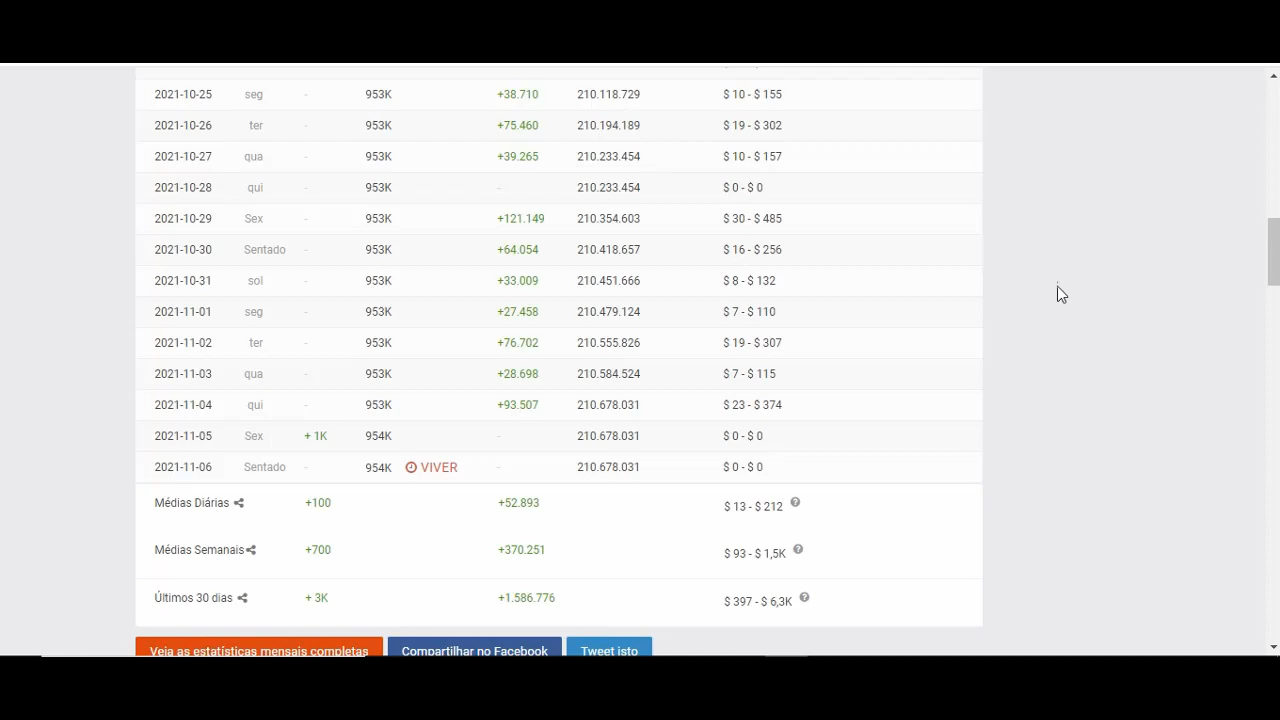 2021-10-25 seg - 953K +38.710 210.118.729 $ 10 - $ 155
2021-10-26 ter - 953K +75.460 210.194.189 $ 19 - $ 302
2021-10-27 qua - 953K +39.265 210.233.454 $ 10 - $ 157
2021-10-28 qui - 953K - 210.233.454 $ 0 - $ 0
2021-10-29 Sex - 953K +121.149 210.354.603 $ 30 - $ 485
2021-10-30 Sentado - 953K +64.054 210.418.657 $ 16 - $ 256
2021-10-31 sol - 953K +33.009 210.451.666 $ 8 - $ 132
2021-11-01 seg - 953K +27.458 210.479.124 $ 7 - $ 110
2021-11-02 ter - 953K +76.702 210.555.826 $ 19 - $ 307
2021-11-03 qua - 953K +28.698 210.584.524 $ 7 - $ 115
2021-11-04 qui - 953K +93.507 210.678.031 $ 23 - $ 374
2021-11-05 Sex + 1K 954K - 210.678.031 $ 0 - $ 0
2021-11-06 Sentado - 954K VIVER - 210.678.031 $ 0 - $ 0
Médias Diárias +100 +52.893 $ 13 - $ 212 ?
Médias Semanais +700 +370.251 $ 93 - $ 1,5K ?
Últimos 30 dias + 3K +1.586.776 $ 397 - $ 6,3K ?
Veja as estatísticas mensais completas Compartilhar no Facebook Tweet isto